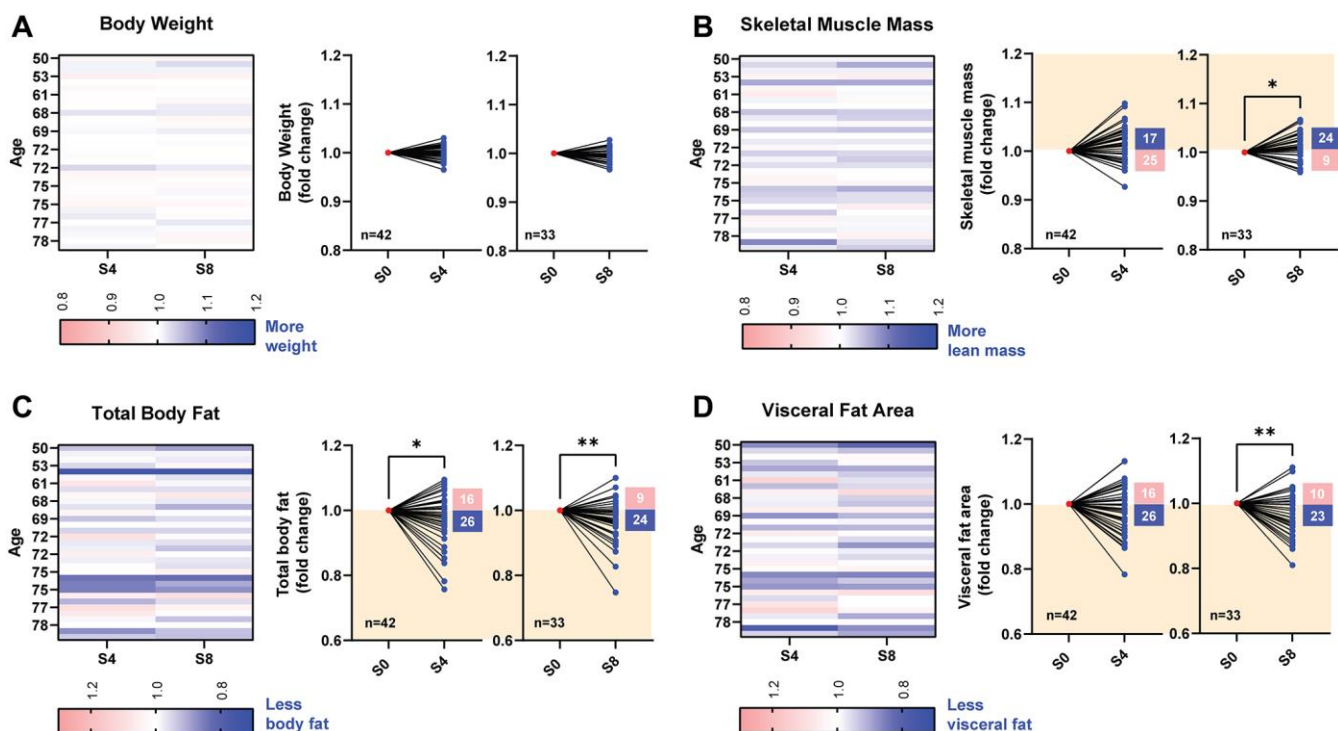 A
Body Weight
Age
50
53
61
68
69
72
72
75
75
77
78
S4
S8
0.8
0.9
1.0
1.1
1.2
More
weight
Body Weight
(fold change)
1.2
1.1
1.0
0.9
0.8
n=42
S0
S4
1.2
1.1
1.0
0.9
0.8
n=33
S0
S8
B
Skeletal Muscle Mass
Age
50
53
61
68
69
72
72
75
75
77
78
S4
S8
0.8
0.9
1.0
1.1
1.2
More
lean mass
Skeletal muscle mass
(fold change)
1.2
1.1
1.0
0.9
0.8
17
25
n=42
S0
S4
1.2
1.1
1.0
0.9
0.8
*
24
9
n=33
S0
S8
C
Total Body Fat
Age
50
53
61
68
69
72
72
75
75
77
78
S4
S8
1.2
1.0
0.8
Less
body fat
Total body fat
(fold change)
1.2
1.0
0.8
0.6
*
16
26
n=42
S0
S4
1.2
1.0
0.8
0.6
**
9
24
n=33
S0
S8
D
Visceral Fat Area
Age
50
53
61
68
69
72
72
75
75
77
78
S4
S8
1.2
1.0
0.8
Less
visceral fat
Visceral fat area
(fold change)
1.2
1.0
0.8
0.6
16
26
n=42
S0
S4
1.2
1.0
0.8
0.6
**
10
23
n=33
S0
S8